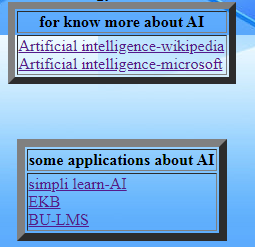 for know more about AI
Artificial intelligence-wikipedia
Artificial intelligence-microsoft
some applications about AI
simpli learn-AI
EKB
BU-LMS